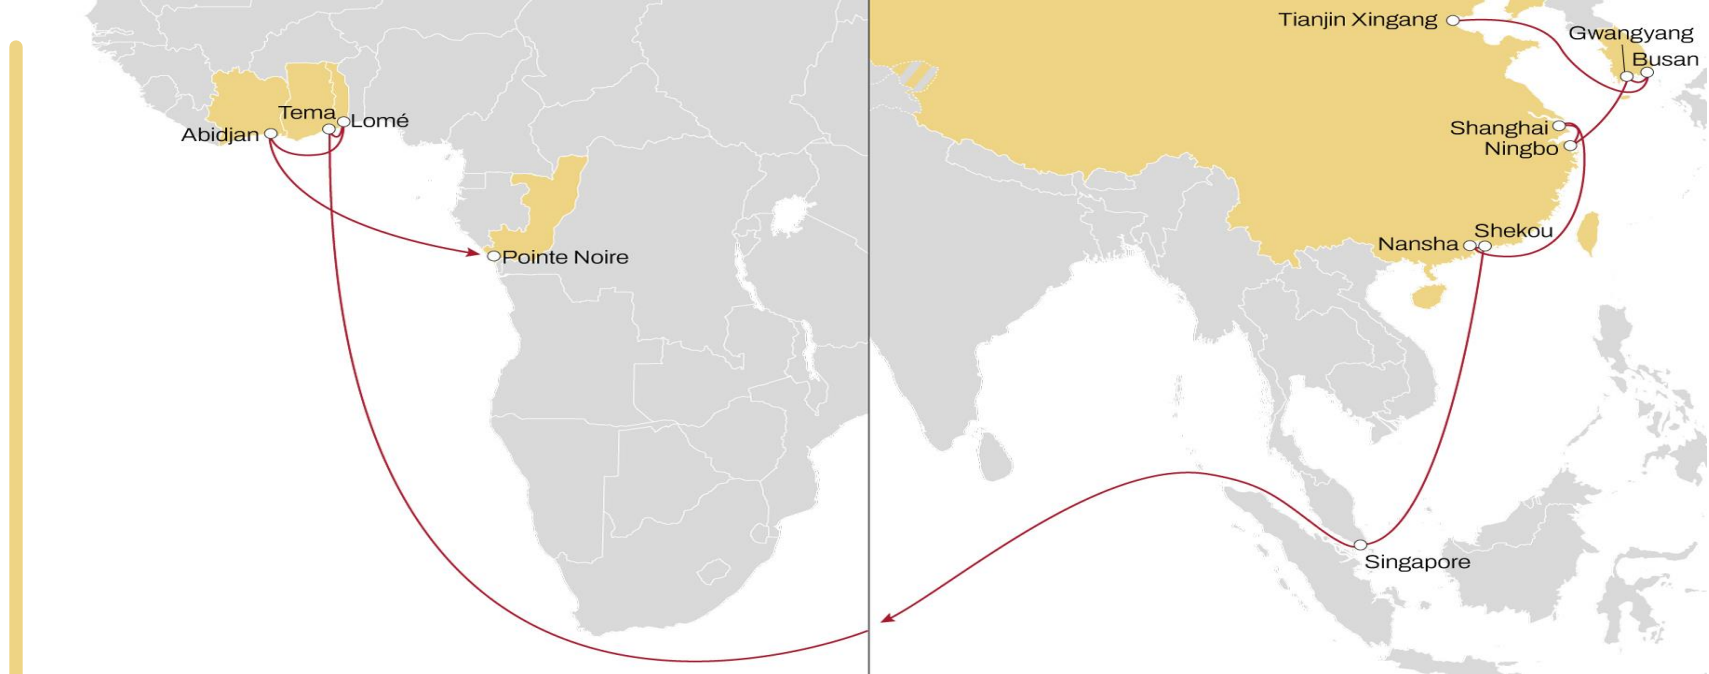 Tema
Lomé
Abidjan
Pointe Noire
Tianjin Xingang
Gwangyang
Busan
Shanghai
Ningbo
Shekou
Nansha
Singapore